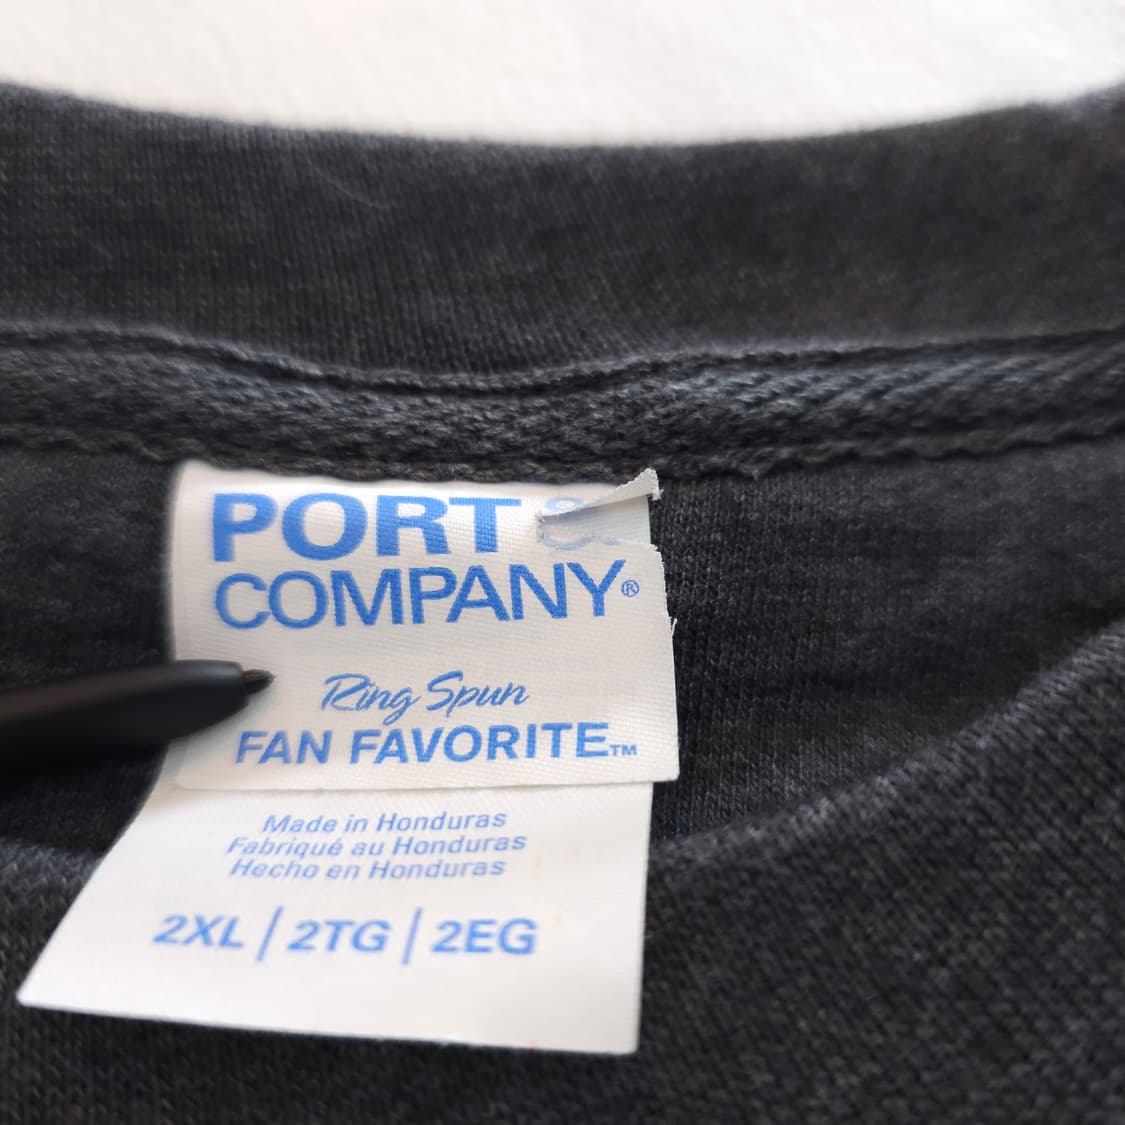 PORT &
COMPANY®
Ring Spun
FAN FAVORITE™
Made in Honduras
Fabriqué au Honduras
Hecho en Honduras
2XL | 2TG | 2EG